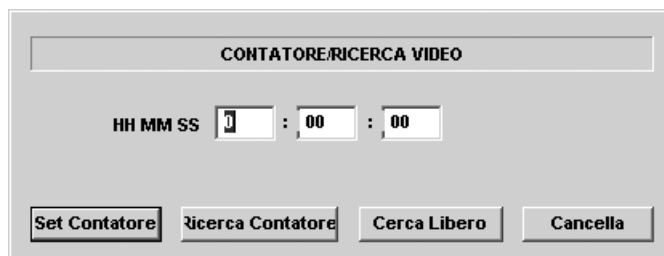 CONTATORE/RICERCA VIDEO
HH MM SS 0 : 00 : 00
Set Contatore Ricerca Contatore Cerca Libero Cancella